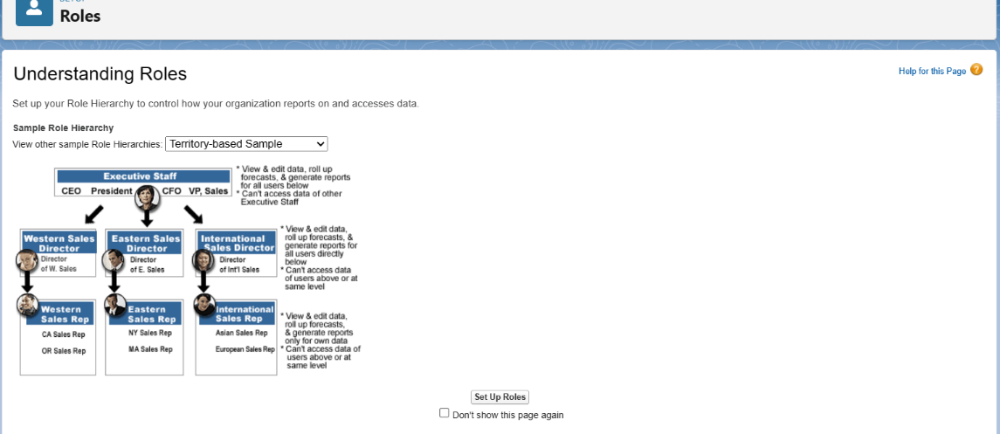 Roles
Understanding Roles
Help for this Page ?
Set up your Role Hierarchy to control how your organization reports on and accesses data.
Sample Role Hierarchy
View other sample Role Hierarchies: Territory-based Sample
Executive Staff
CEO President CFO VP, Sales
* View & edit data, roll up
forecasts, & generate reports
for all users below
* Can't access data of other
Executive Staff
Western Sales
Director
Director
of W. Sales
Eastern Sales
Director
Director
of E. Sales
International
Sales Director
Director
of Int'l Sales
* View & edit data,
roll up forecasts, &
generate reports for
all users directly
below
* Can't access data
of users above or at
same level
Western
Sales Rep
CA Sales Rep
OR Sales Rep
Eastern
Sales Rep
NY Sales Rep
MA Sales Rep
International
Sales Rep
Asian Sales Rep
European Sales Rep
* View & edit data,
roll up forecasts,
& generate reports
only for own data
* Can't access data of
users above or at
same level
Set Up Roles
Don't show this page again